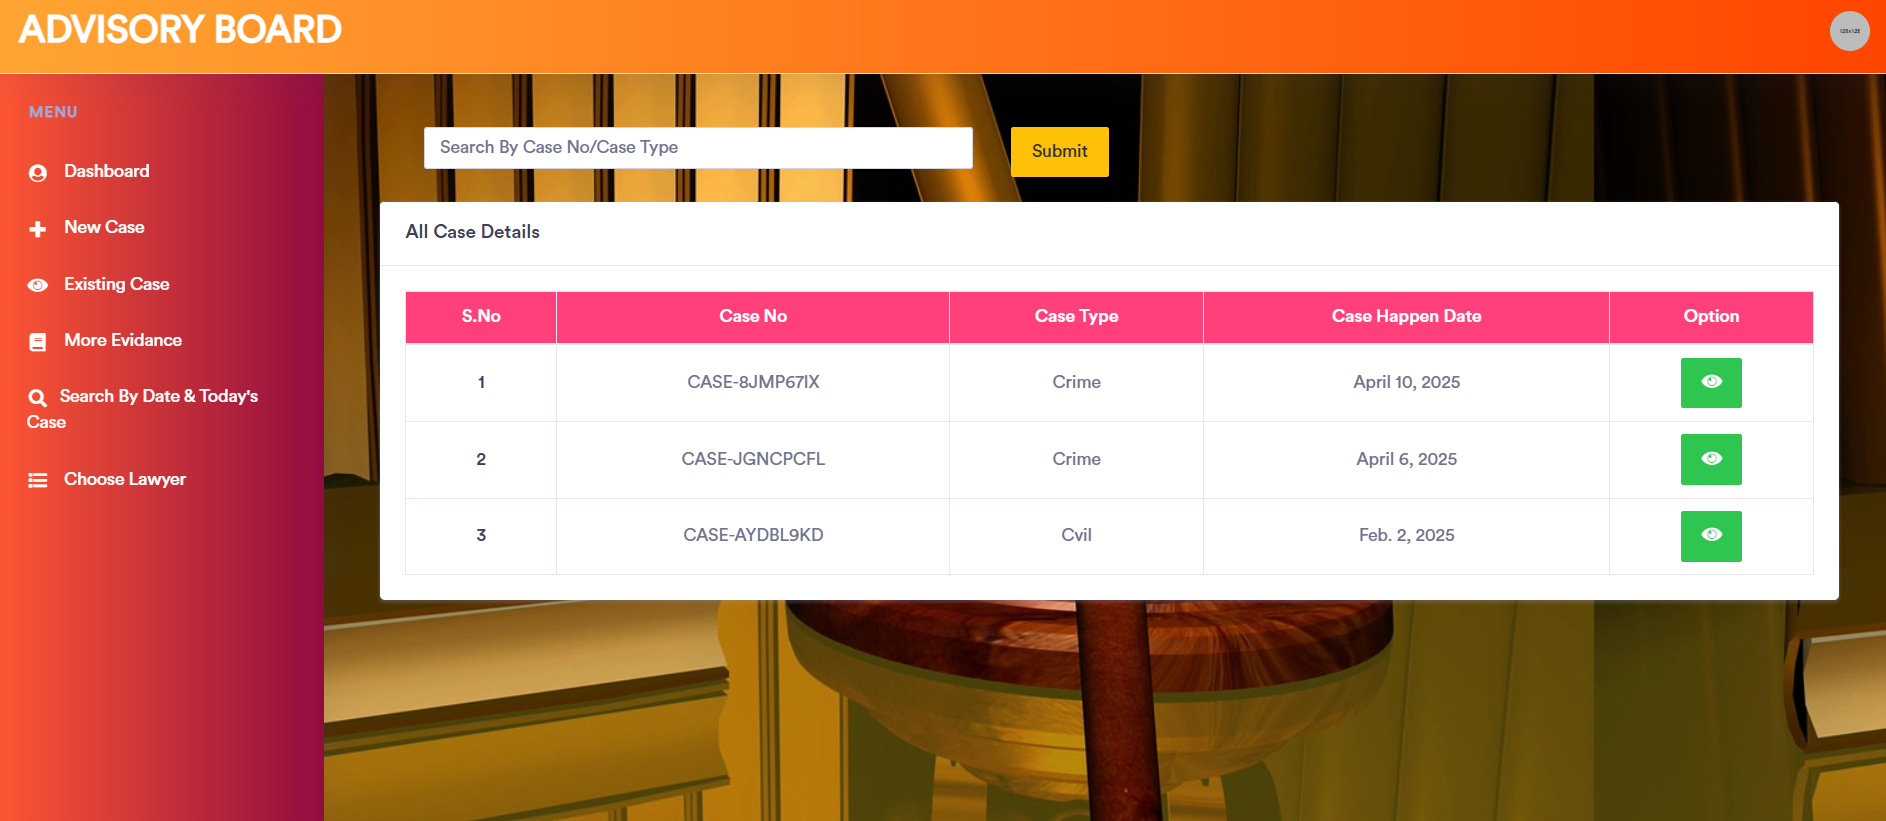 ADVISORY BOARD
128x128
MENU
Dashboard
New Case
Existing Case
More Evidance
Search By Date & Today's
Case
Choose Lawyer
Search By Case No/Case Type
Submit
All Case Details
S.No Case No Case Type Case Happen Date Option
1 CASE-8JMP67IX Crime April 10, 2025
2 CASE-JGNCPCFL Crime April 6, 2025
3 CASE-AYDBL9KD Cvil Feb. 2, 2025